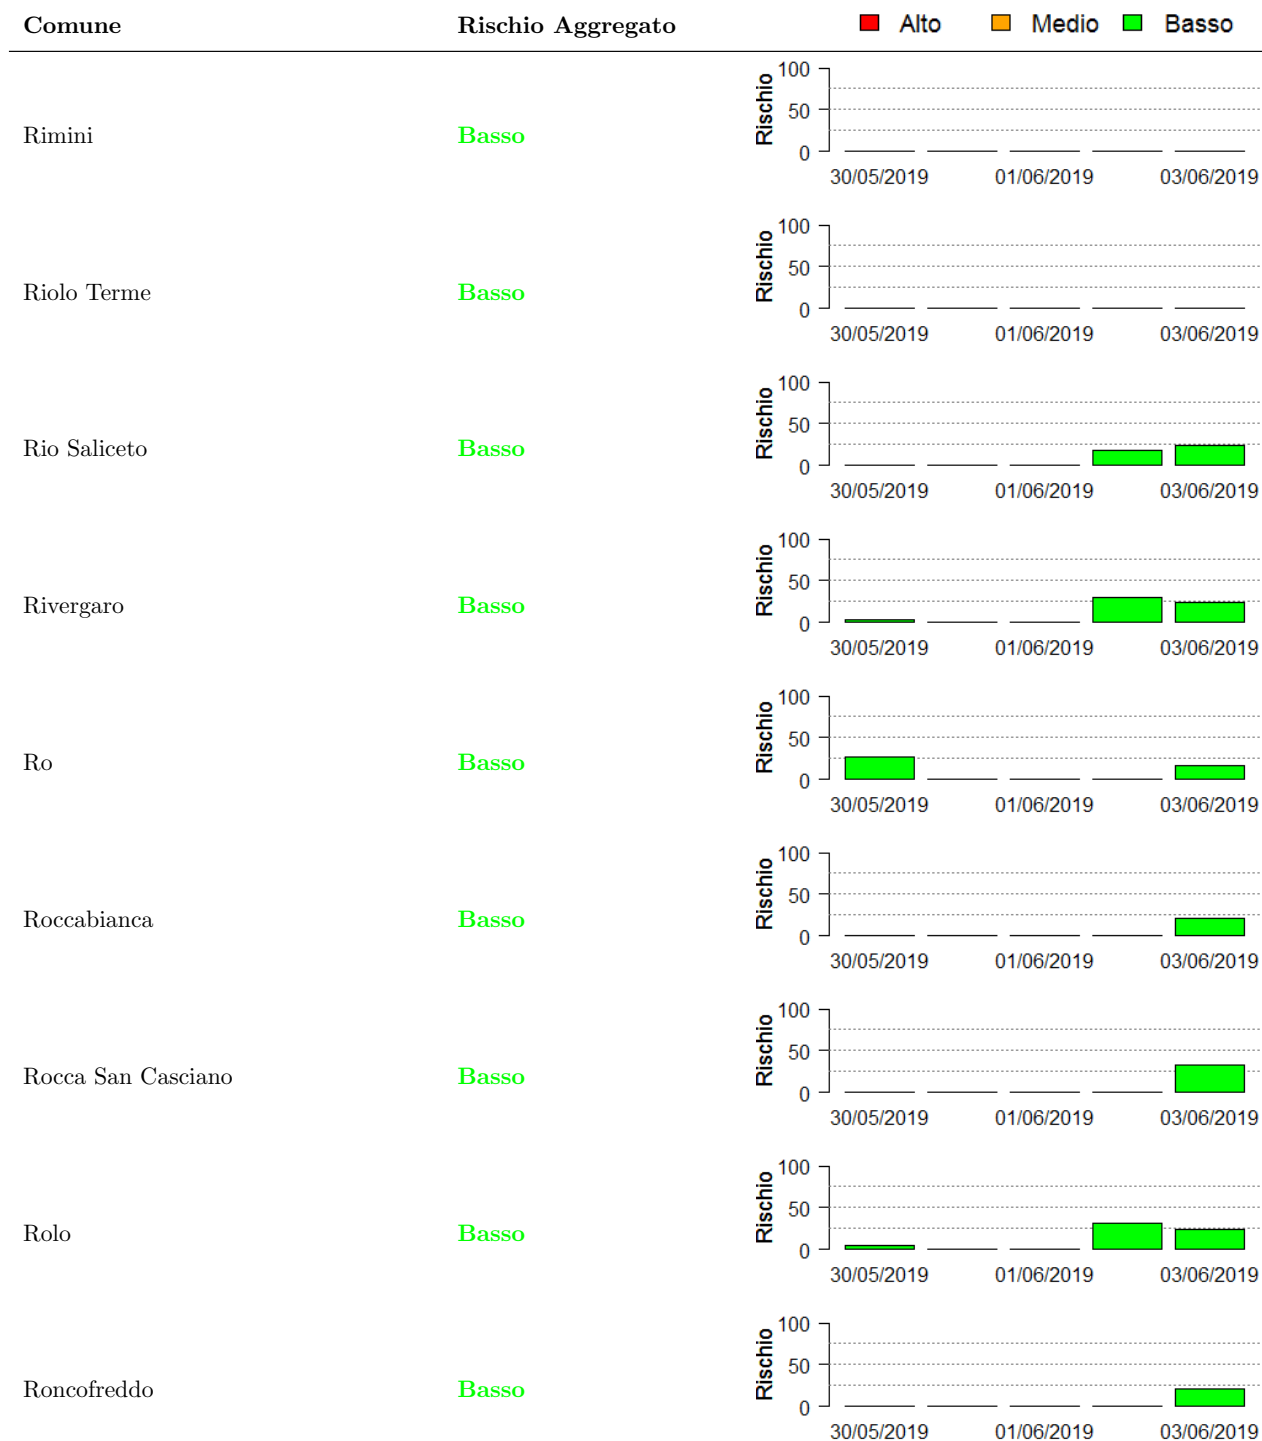 Comune Rischio Aggregato Alto Medio Basso
Rimini Basso Rischio 100 50 0
30/05/2019 01/06/2019 03/06/2019
Riolo Terme Basso Rischio 100 50 0
30/05/2019 01/06/2019 03/06/2019
Rio Saliceto Basso Rischio 100 50 0
30/05/2019 01/06/2019 03/06/2019
Rivergaro Basso Rischio 100 50 0
30/05/2019 01/06/2019 03/06/2019
Ro Basso Rischio 100 50 0
30/05/2019 01/06/2019 03/06/2019
Roccabianca Basso Rischio 100 50 0
30/05/2019 01/06/2019 03/06/2019
Rocca San Casciano Basso Rischio 100 50 0
30/05/2019 01/06/2019 03/06/2019
Rolo Basso Rischio 100 50 0
30/05/2019 01/06/2019 03/06/2019
Roncofreddo Basso Rischio 100 50 0
30/05/2019 01/06/2019 03/06/2019